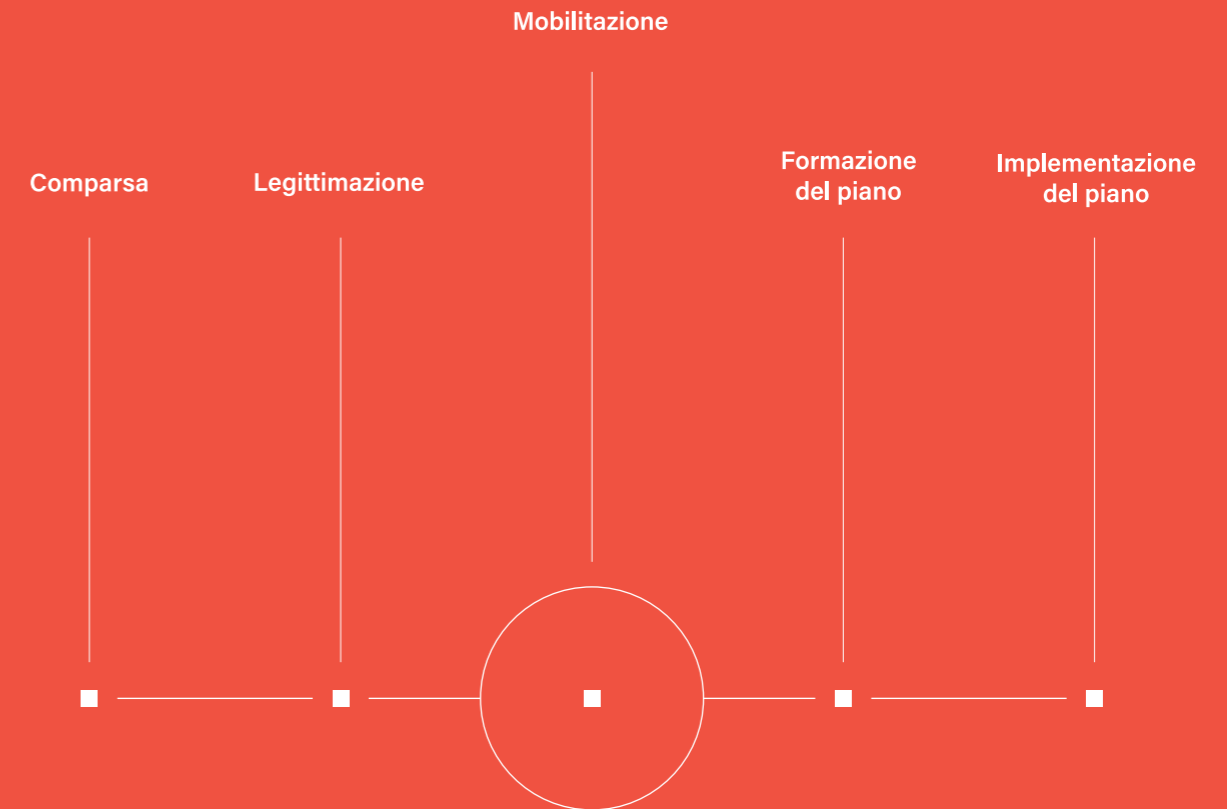 Mobilitazione
Comparsa
Legittimazione
Formazione
del piano
Implementazione
del piano